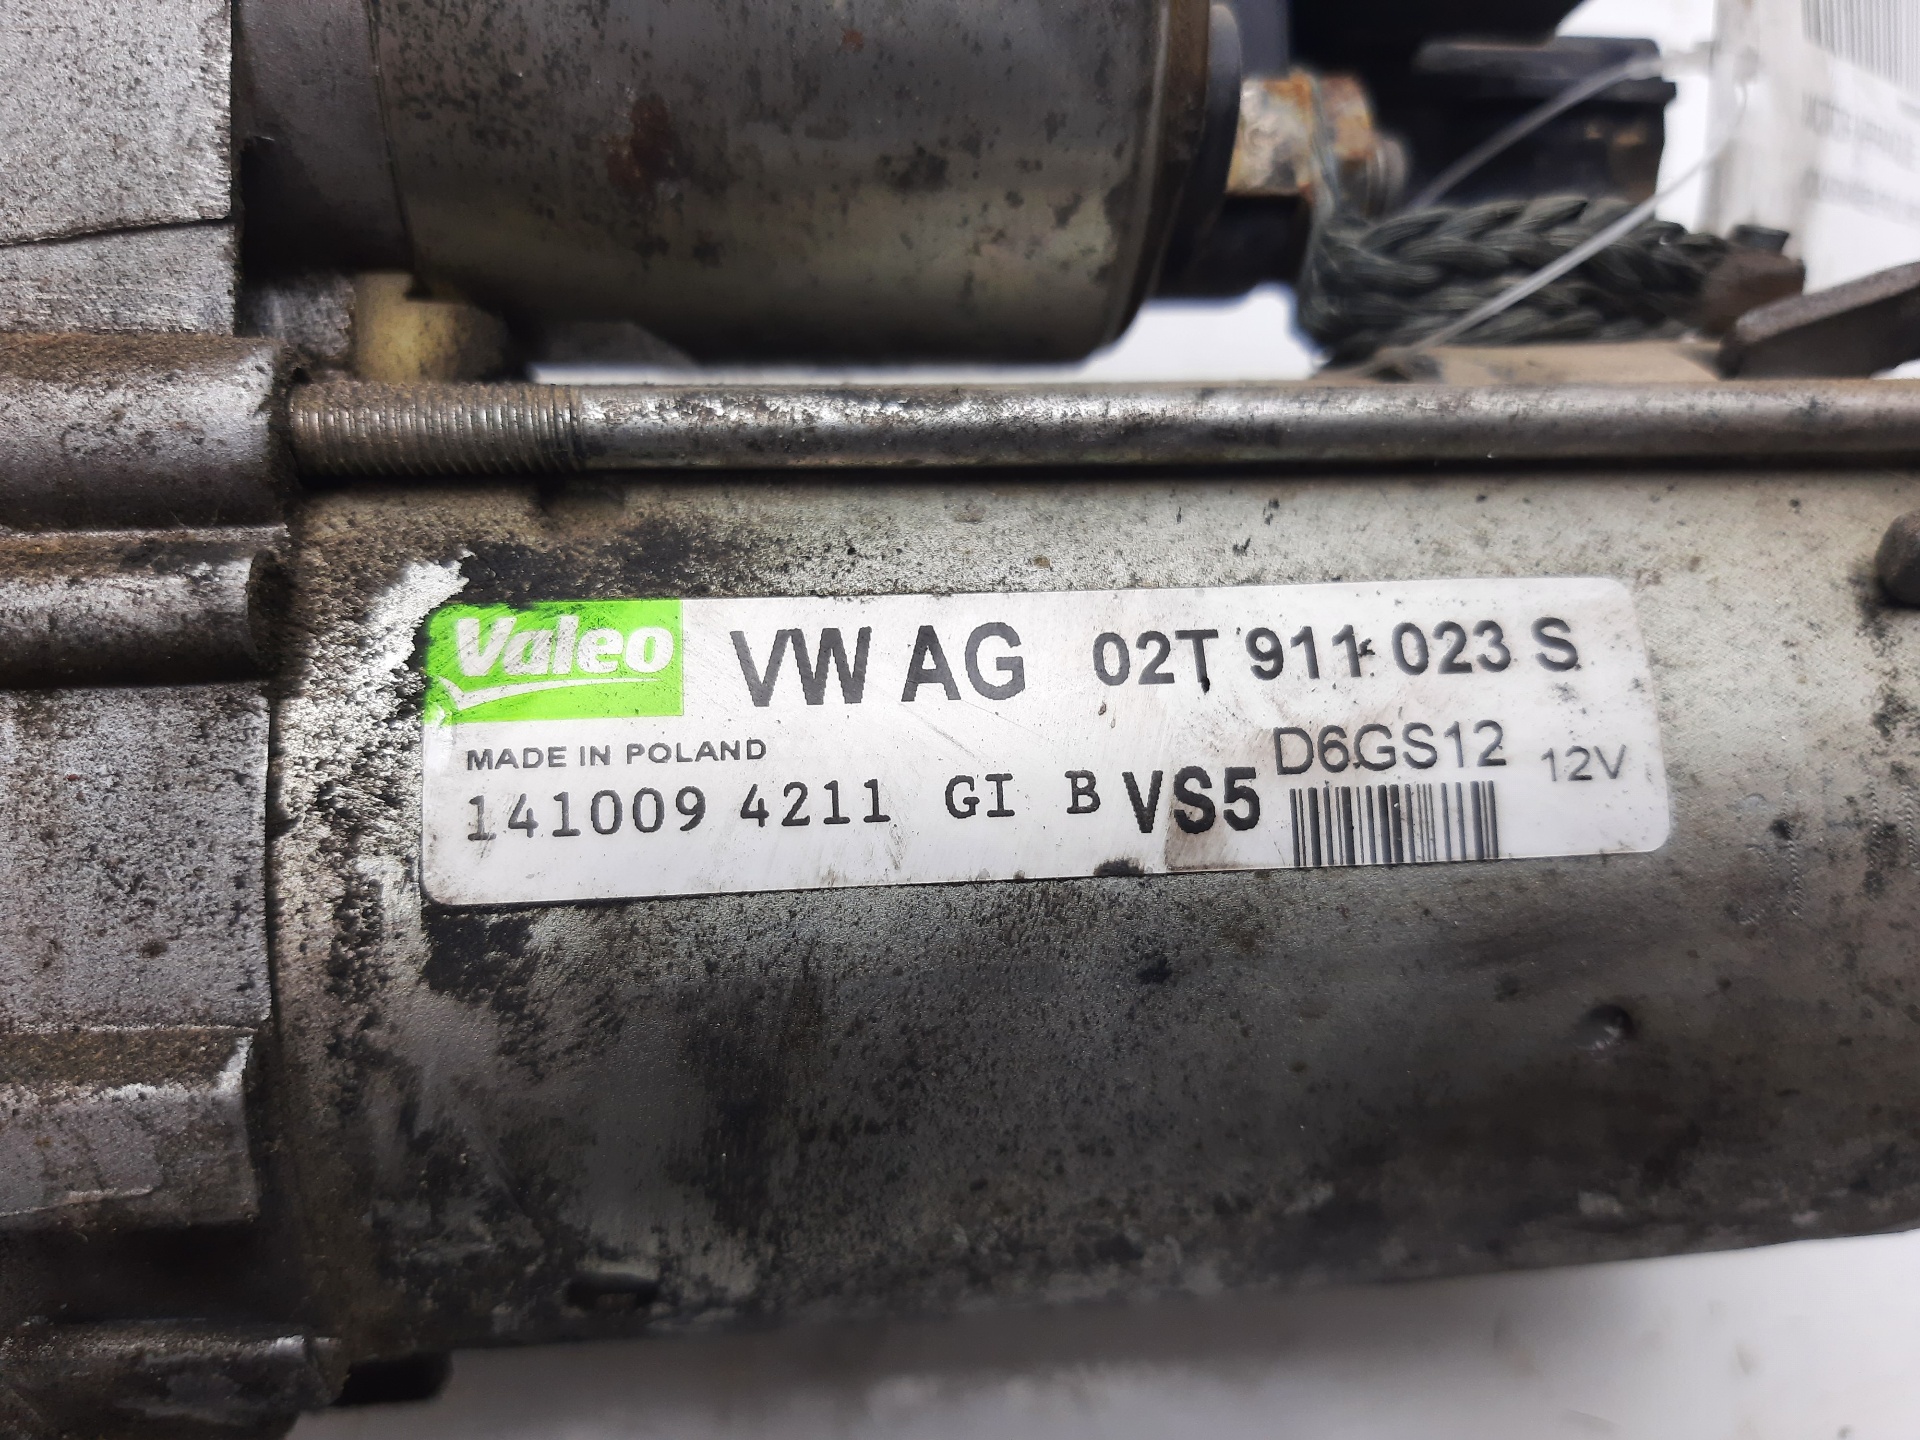 Valeo VW AG 02T 911 023 S
MADE IN POLAND D6GS12 12V
141009 4211 GI B VS5